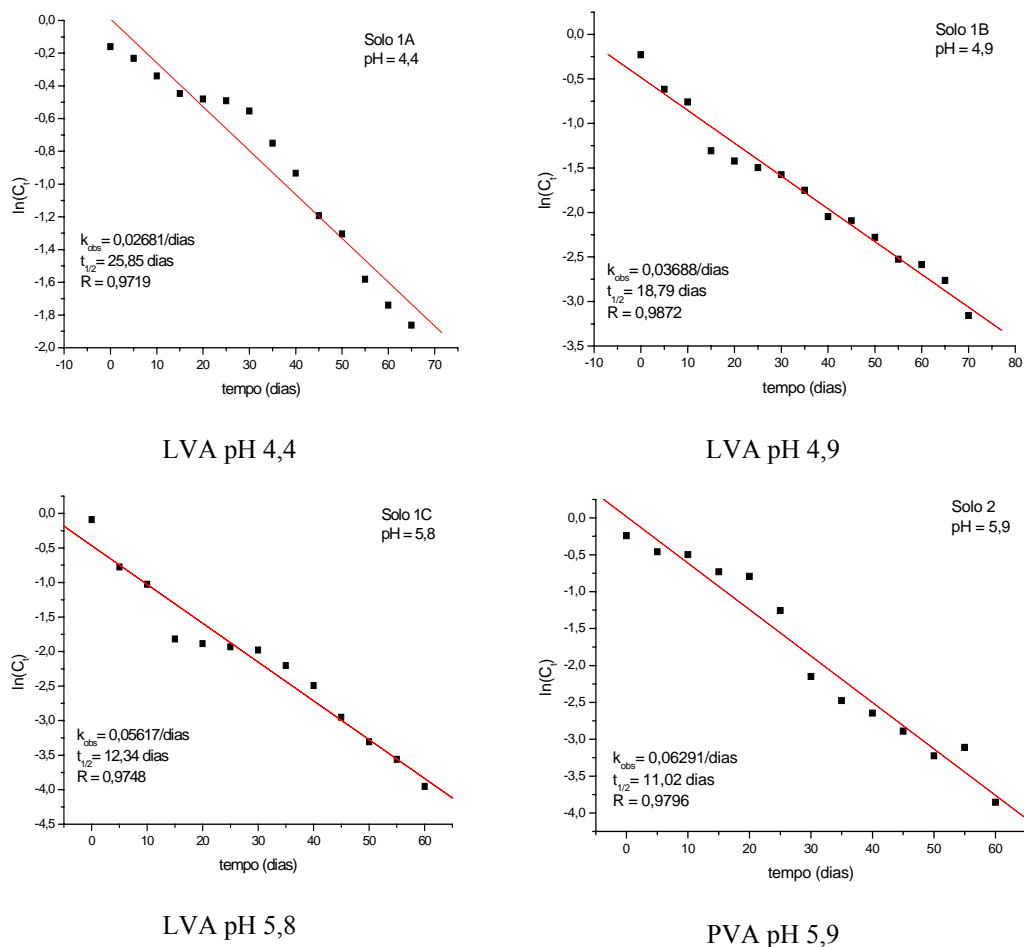 Solo 1A
pH = 4,4
0,0
-0,2
-0,4
-0,6
-0,8
-1,0
-1,2
-1,4
-1,6
-1,8
-2,0
ln(Ct)
kobs= 0,02681/dias
t1/2= 25,85 dias
R = 0,9719
-10 0 10 20 30 40 50 60 70 80
tempo (dias)
LVA pH 4,4
Solo 1B
pH = 4,9
0,0
-0,5
-1,0
-1,5
-2,0
-2,5
-3,0
-3,5
ln(Ct)
kobs= 0,03688/dias
t1/2= 18,79 dias
R = 0,9872
-10 0 10 20 30 40 50 60 70 80
tempo (dias)
LVA pH 4,9
Solo 1C
pH = 5,8
0,0
-0,5
-1,0
-1,5
-2,0
-2,5
-3,0
-3,5
-4,0
-4,5
ln(Ct)
kobs= 0,05617/dias
t1/2= 12,34 dias
R = 0,9748
0 10 20 30 40 50 60
tempo (dias)
LVA pH 5,8
Solo 2
pH = 5,9
0,0
-0,5
-1,0
-1,5
-2,0
-2,5
-3,0
-3,5
-4,0
ln(Ct)
kobs= 0,06291/dias
t1/2= 11,02 dias
R = 0,9796
0 10 20 30 40 50 60
tempo (dias)
PVA pH 5,9